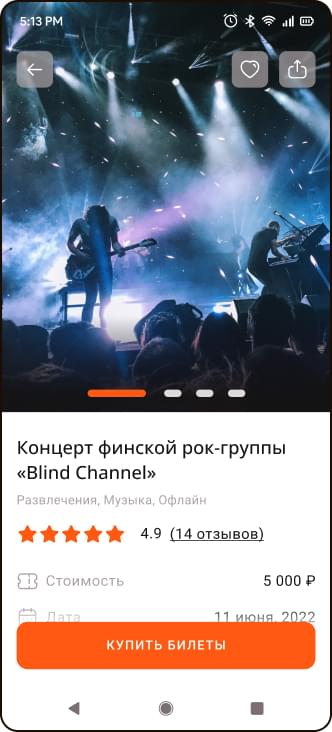 5:13 PM
Концерт финской рок-группы
«Blind Channel»
Развлечения, Музыка, Офлайн
4.9 (14 отзывов)
Стоимость 5 000 ₽
Дата 11 июня, 2022
КУПИТЬ БИЛЕТЫ